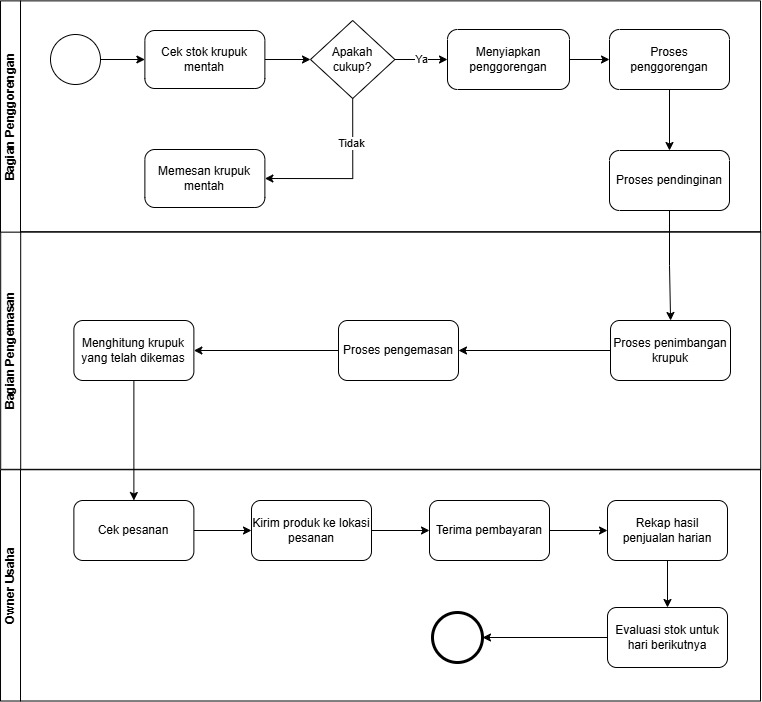 Bagian Penggorengan
Cek stok krupuk
mentah
Apakah
cukup?
Ya
Menyiapkan
penggorengan
Proses
penggorengan
Tidak
Memesan krupuk
mentah
Proses pendinginan
Bagian Pengemasan
Menghitung krupuk
yang telah dikemas
Proses pengemasan
Proses penimbangan
krupuk
Owner Usaha
Cek pesanan
Kirim produk ke lokasi
pesanan
Terima pembayaran
Rekap hasil
penjualan harian
Evaluasi stok untuk
hari berikutnya